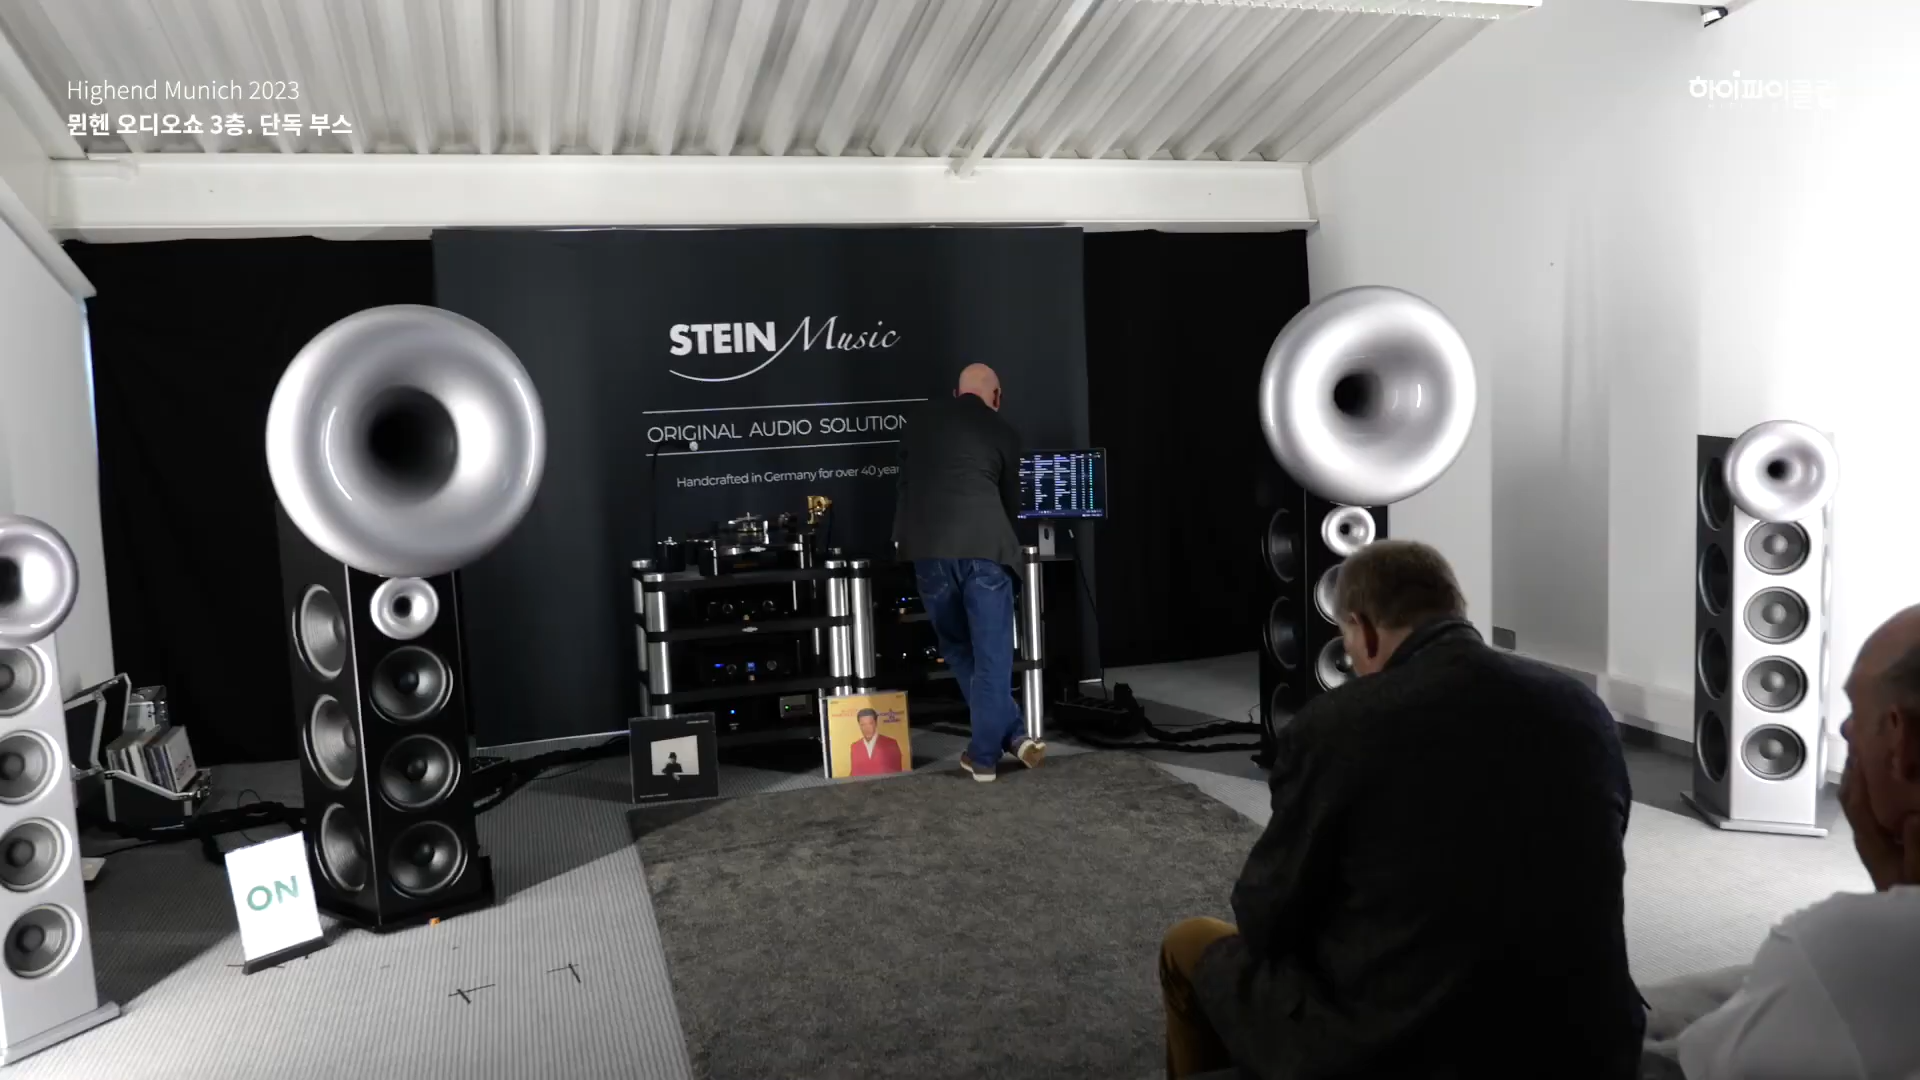 Highend Munich 2023
뮌헨 오디오쇼 3층. 단독 부스
하이파이클럽
STEIN Music
ORIGINAL AUDIO SOLUTION
Handcrafted in Germany for over 40 year
ON